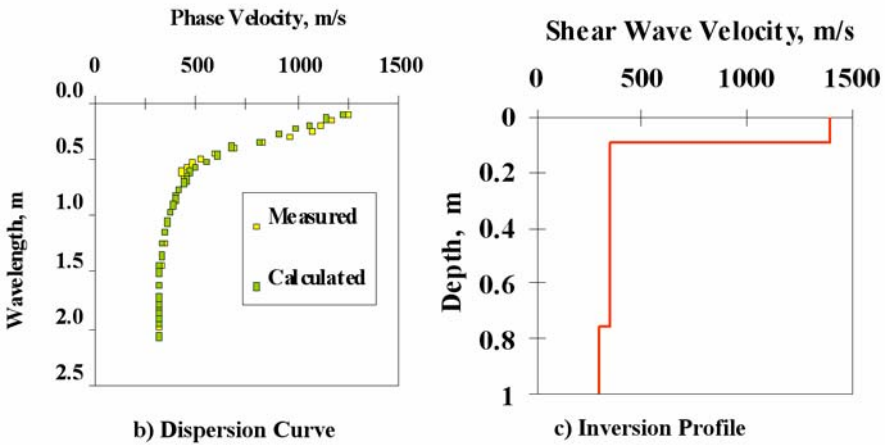 Phase Velocity, m/s
0 500 1000 1500
0.0
0.5
1.0
1.5
2.0
2.5
Wavelength, m
Measured
Calculated
b) Dispersion Curve
Shear Wave Velocity, m/s
0 500 1000 1500
0
0.2
0.4
0.6
0.8
1
Depth, m
c) Inversion Profile